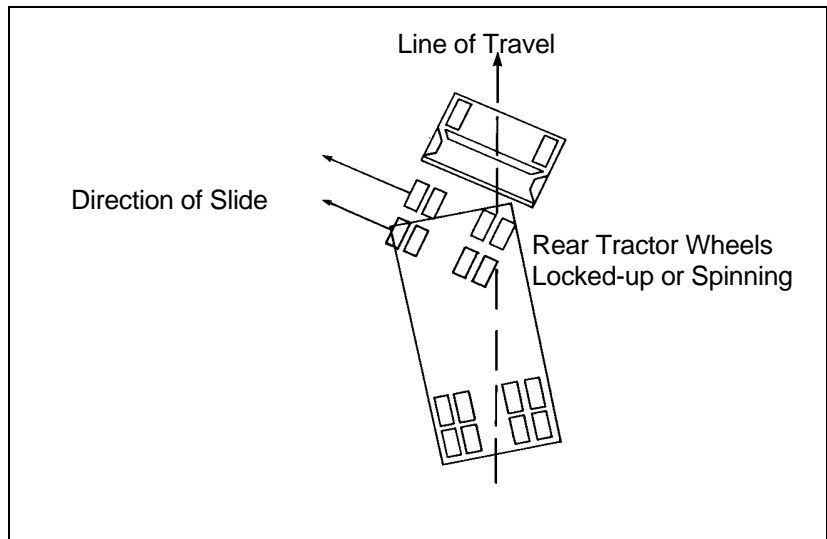 Line of Travel
Direction of Slide
Rear Tractor Wheels
Locked-up or Spinning